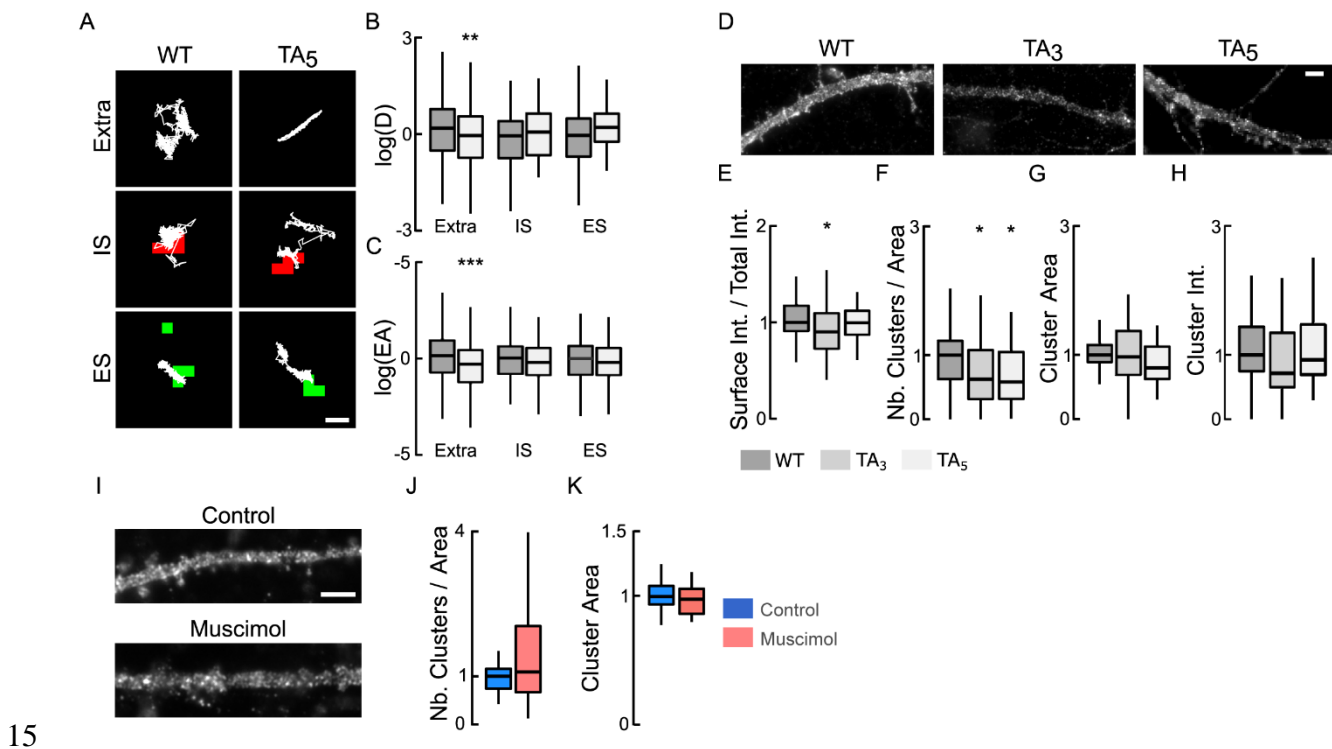 A
WT
TA5
Extra
IS
ES
B
**
3
log(D)
0
-3
Extra
IS
ES
C
***
-5
log(EA)
0
-5
Extra
IS
ES
D
WT
TA3
TA5
E
Surface Int. / Total Int.
2
1
0
*
F
Nb. Clusters / Area
3
1
0
*
*
G
Cluster Area
3
1
0
H
Cluster Int.
3
1
0
WT
TA3
TA5
I
Control
Muscimol
J
Nb. Clusters / Area
4
1
0
K
Cluster Area
1.5
1
0
Control
Muscimol
15